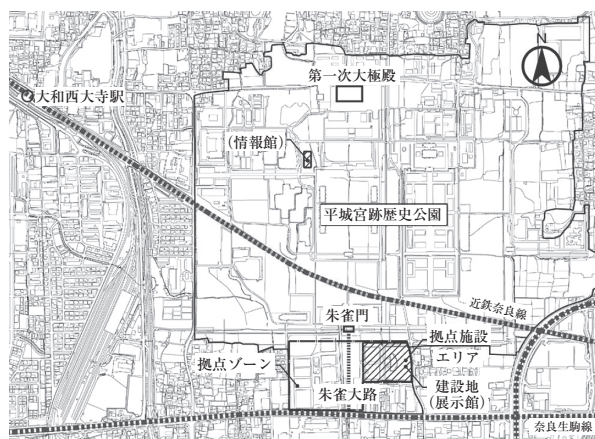 N
第一次大極殿
大和西大寺駅
(情報館)
平城宮跡歴史公園
近鉄奈良線
朱雀門
拠点施設
エリア
拠点ゾーン
建設地
(展示館)
朱雀大路
奈良生駒線